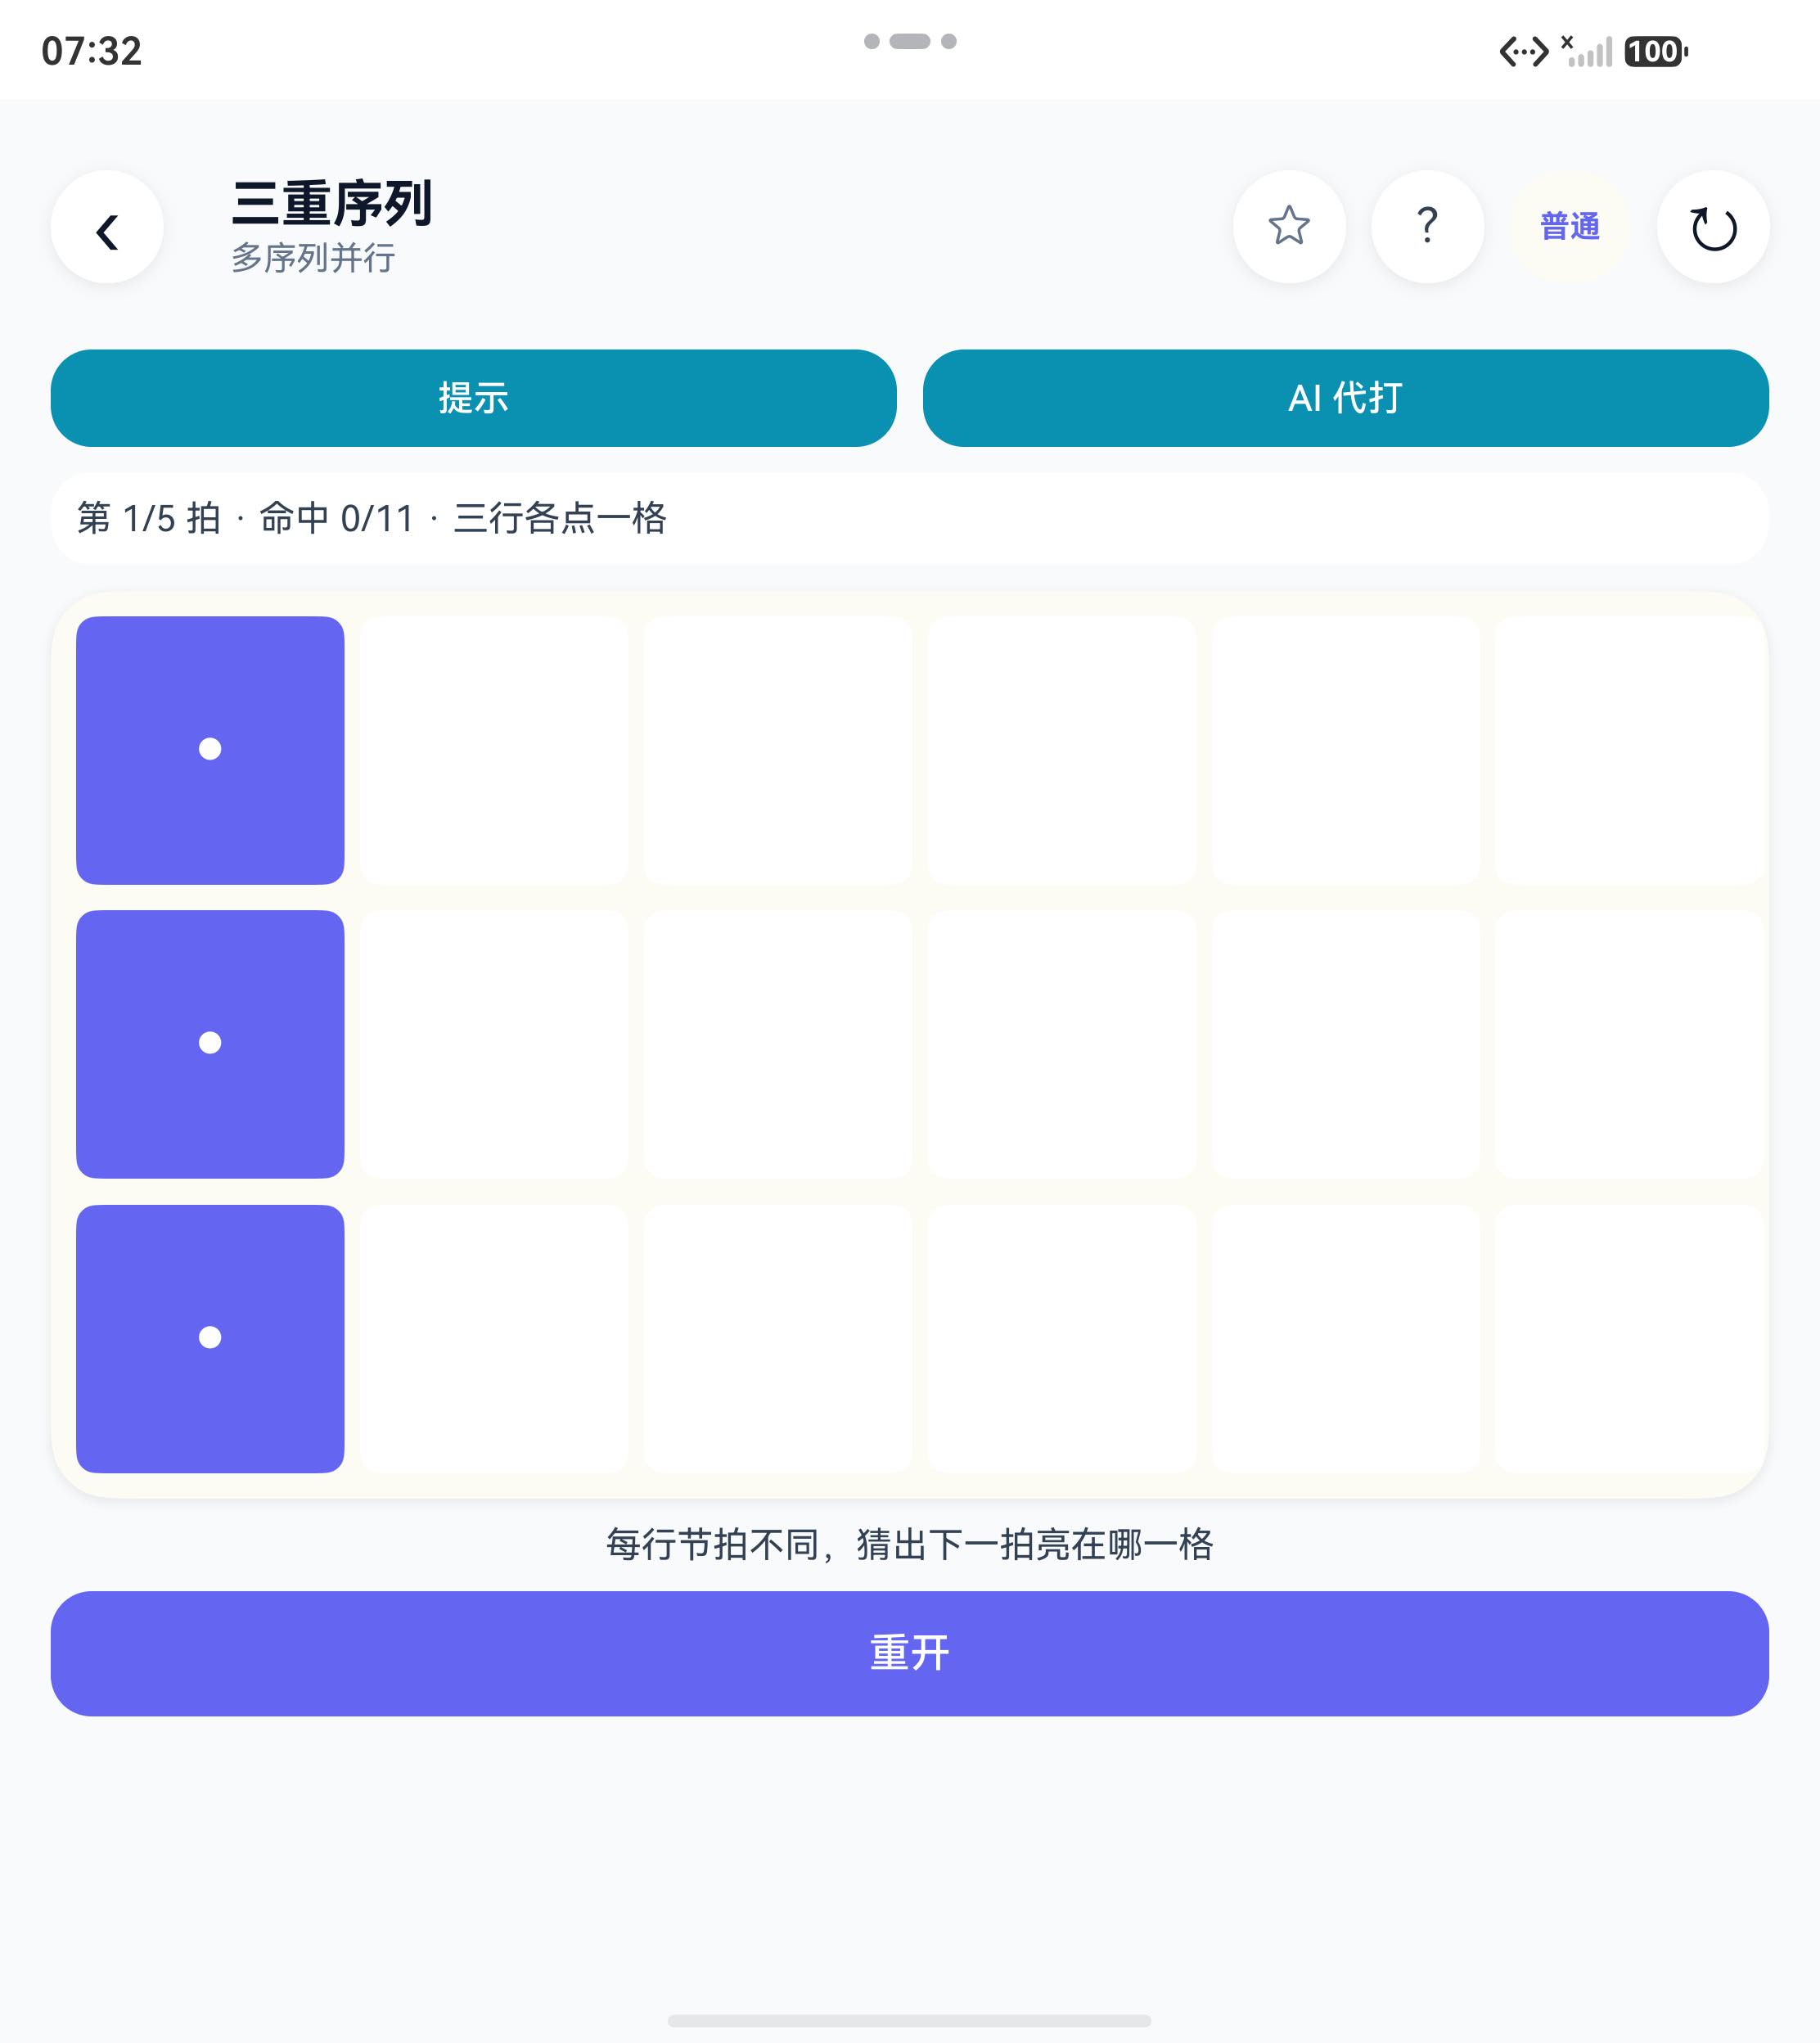 07:32
100
三重序列
多序列并行
?
普通
提示
AI 代打
第 1/5 拍 · 命中 0/11 · 三行各点一格
每行节拍不同，猜出下一拍亮在哪一格
重开